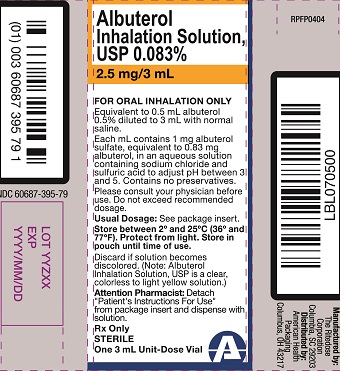 (01) 003 60687 395 79 1
NDC 60687-395-79
LOT YYZXX
EXP
YYYY/MM/DD
Albuterol
Inhalation Solution,
USP 0.083%
2.5 mg/3 mL
FOR ORAL INHALATION ONLY
Equivalent to 0.5 mL albuterol
0.5% diluted to 3 mL with normal
saline.
Each mL contains 1 mg albuterol
sulfate, equivalent to 0.83 mg
albuterol, in an aqueous solution
containing sodium chloride and
sulfuric acid to adjust pH between 3
and 5. Contains no preservatives.
Please consult your physician before
use. Do not exceed recommended
dosage.
Usual Dosage: See package insert.
Store between 2º and 25ºC (36º and
77ºF). Protect from light. Store in
pouch until time of use.
Discard if solution becomes
discolored. (Note: Albuterol
Inhalation Solution, USP is a clear,
colorless to light yellow solution.)
Attention Pharmacist: Detach
"Patient's Instructions For Use"
from package insert and dispense with
solution.
Rx Only
STERILE
One 3 mL Unit-Dose Vial
A
RPFP0404
LBL070500
Manufactured by:
The Ritedose
Corporation
Columbia, SC 29203
Distributed by:
American Health
Packaging
Columbus, OH 43217